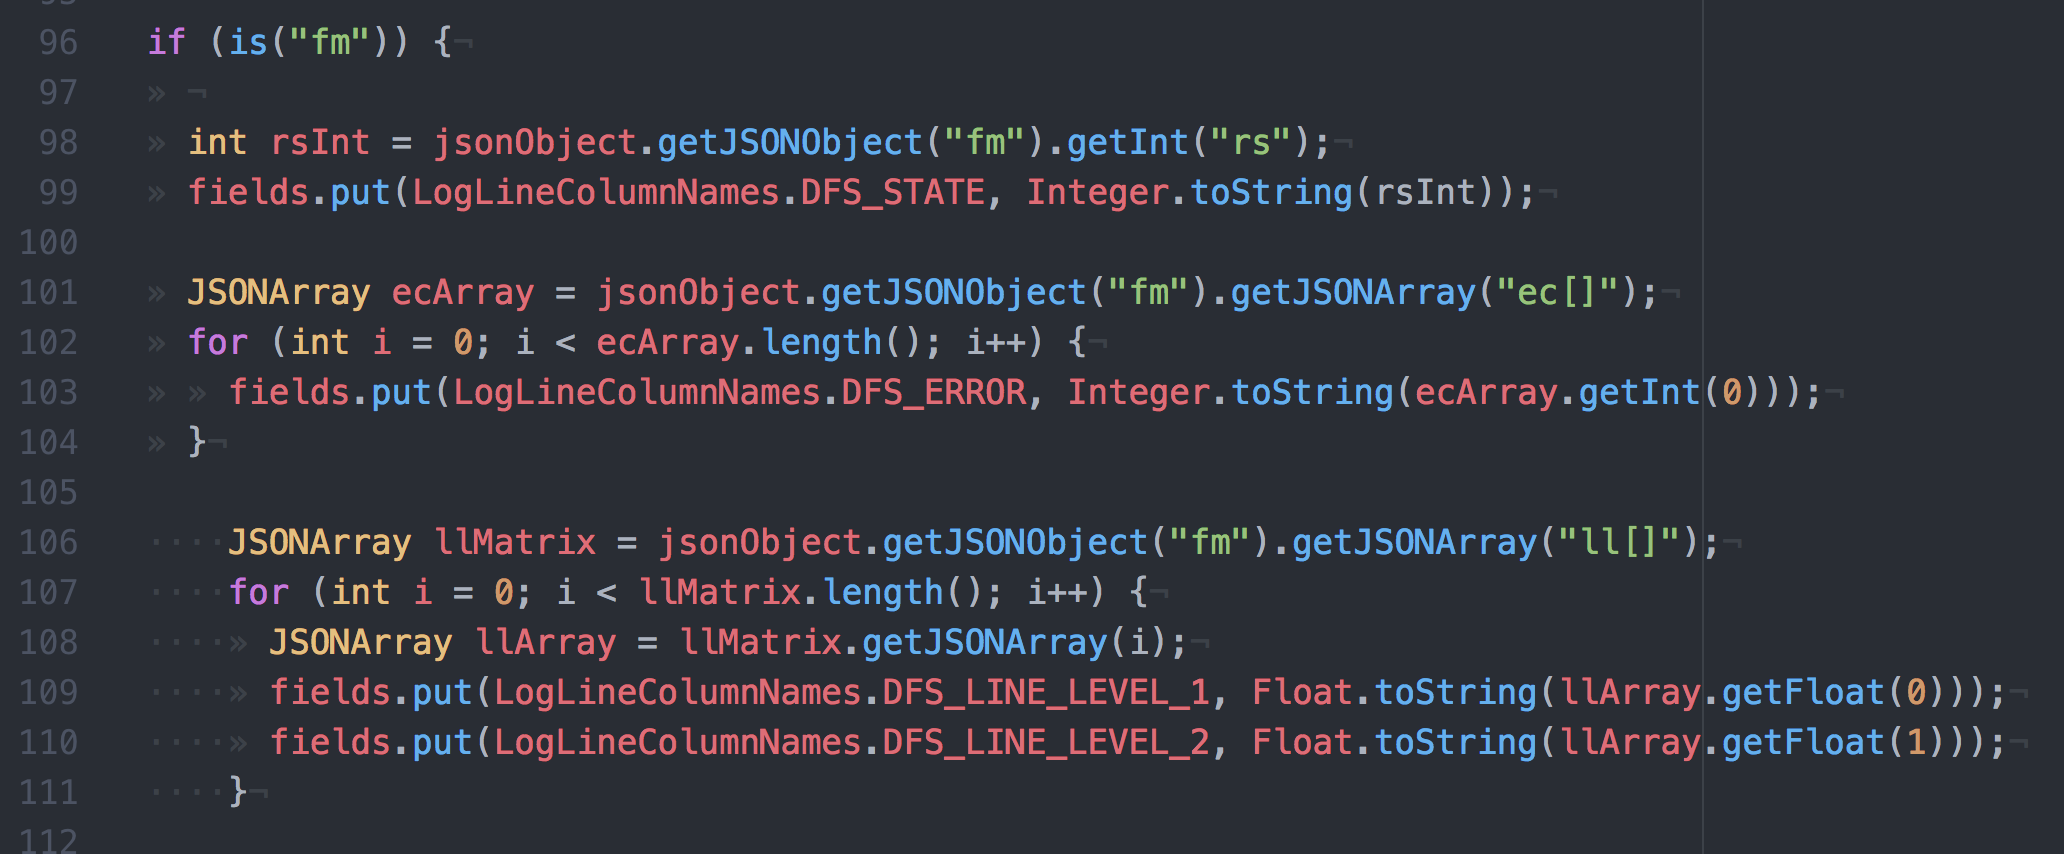 96 if (is("fm")) {¬
97 » ¬
98 » int rsInt = jsonObject.getJSONObject("fm").getInt("rs");¬
99 » fields.put(LogLineColumnNames.DFS_STATE, Integer.toString(rsInt));¬
100
101 » JSONArray ecArray = jsonObject.getJSONObject("fm").getJSONArray("ec[]");¬
102 » for (int i = 0; i < ecArray.length(); i++) {¬
103 » » fields.put(LogLineColumnNames.DFS_ERROR, Integer.toString(ecArray.getInt(0)));¬
104 » }¬
105
106 ····JSONArray llMatrix = jsonObject.getJSONObject("fm").getJSONArray("ll[]");¬
107 ····for (int i = 0; i < llMatrix.length(); i++) {¬
108 ····» JSONArray llArray = llMatrix.getJSONArray(i);¬
109 ····» fields.put(LogLineColumnNames.DFS_LINE_LEVEL_1, Float.toString(llArray.getFloat(0)));¬
110 ····» fields.put(LogLineColumnNames.DFS_LINE_LEVEL_2, Float.toString(llArray.getFloat(1)));¬
111 ····}¬
112